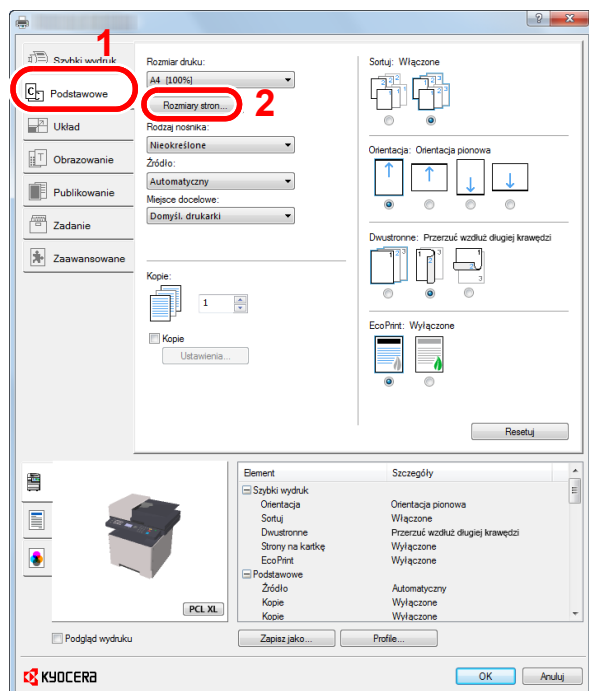 1
Szybki wydruk
Podstawowe
Układ
Obrazowanie
Publikowanie
Zadanie
Zaawansowane
Rozmiar druku:
A4 [100%]
Rozmiary stron...
2
Rodzaj nośnika:
Nieokreślone
Źródło:
Automatyczny
Miejsce docelowe:
Domyśl. drukarki
Kopie:
1
Kopie
Ustawienia...
Sortuj: Włączone
Orientacja: Orientacja pionowa
Dwustronne: Przerzuć wzdłuż długiej krawędzi
EcoPrint: Wyłączone
Resetuj
PCL XL
Podgląd wydruku
Element Szczegóły
Szybki wydruk
Orientacja Orientacja pionowa
Sortuj Włączone
Dwustronne Przerzuć wzdłuż długiej krawędzi
Strony na kartkę Wyłączone
EcoPrint Wyłączone
Podstawowe
Źródło Automatyczny
Kopie Wyłączone
Kopie Wyłączone
Zapisz jako... Profile...
KYOCERA
OK Anuluj